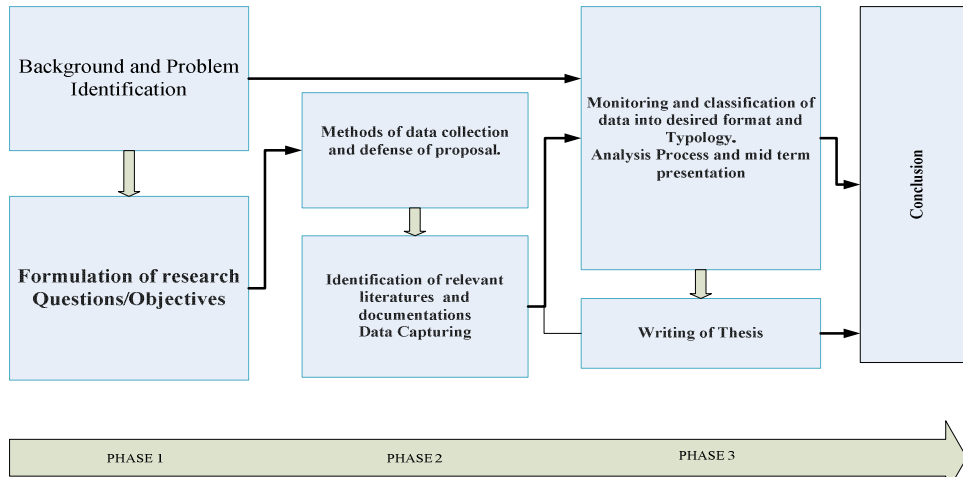 Background and Problem
Identification
Formulation of research
Questions/Objectives
Methods of data collection
and defense of proposal.
Identification of relevant
literatures and
documentations
Data Capturing
Monitoring and classification of
data into desired format and
Typology.
Analysis Process and mid term
presentation
Writing of Thesis
Conclusion
PHASE 1
PHASE 2
PHASE 3